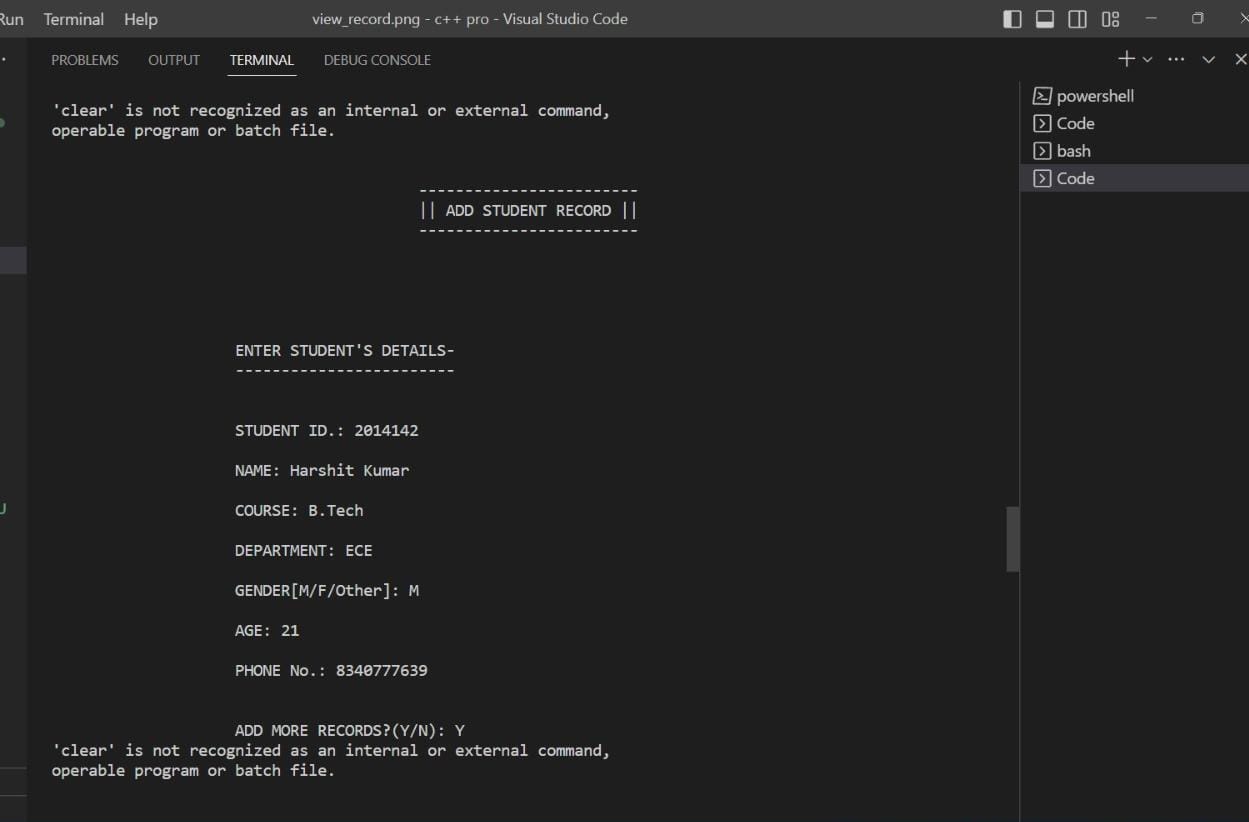 Run Terminal Help view_record.png - c++ pro - Visual Studio Code
PROBLEMS OUTPUT TERMINAL DEBUG CONSOLE
powershell
Code
bash
Code
'clear' is not recognized as an internal or external command,
operable program or batch file.
------------------------
|| ADD STUDENT RECORD ||
------------------------
ENTER STUDENT'S DETAILS-
------------------------
STUDENT ID.: 2014142
NAME: Harshit Kumar
COURSE: B.Tech
DEPARTMENT: ECE
GENDER[M/F/Other]: M
AGE: 21
PHONE No.: 8340777639
ADD MORE RECORDS?(Y/N): Y
'clear' is not recognized as an internal or external command,
operable program or batch file.
U